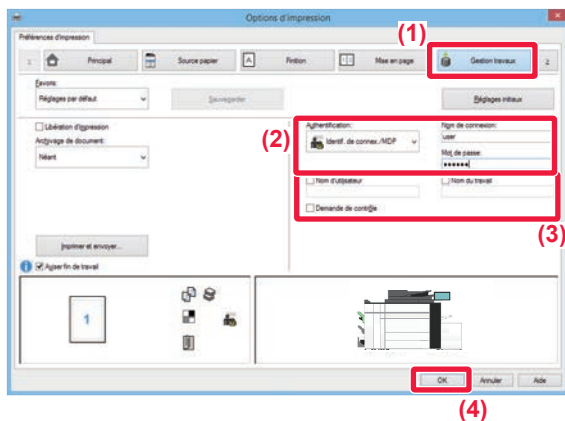 Options d'impression
Préférences d'impression
(1)
Principal
Source papier
Finition
Mise en page
Gestion travaux
Favoris:
Réglages par défaut
Sauvegarder
Réglages initiaux
Libération d'impression
Archivage de document:
Néant
(2)
Authentification:
Identif. de connex./MDP
Nom de connexion:
user
Mot de passe:
••••••
Nom d'utilisateur
Nom du travail
Demande de contrôle
(3)
Imprimer et envoyer...
Aviser fin de travail
1
OK
Annuler
Aide
(4)